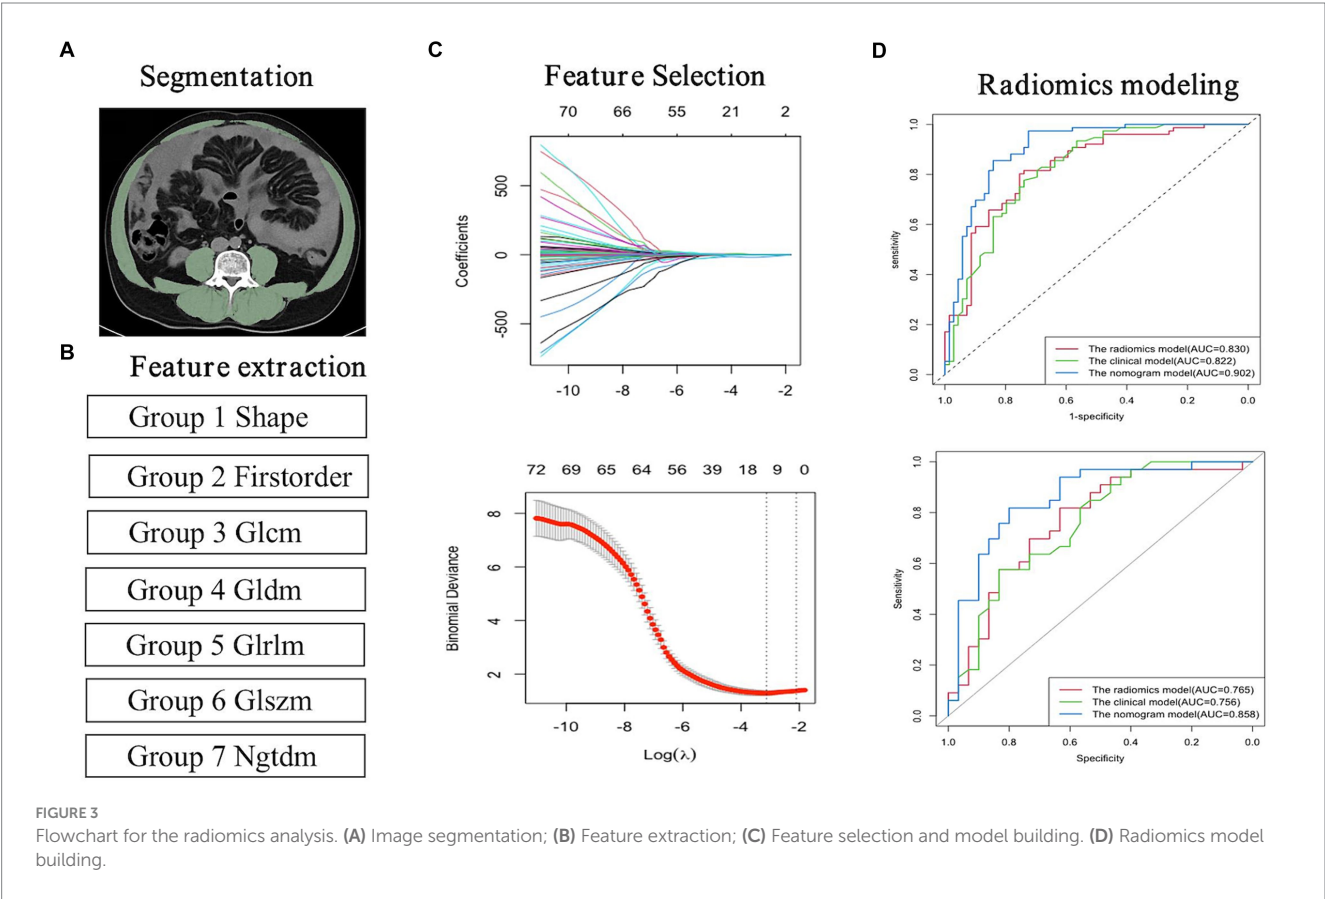 A
Segmentation
B
Feature extraction
Group 1 Shape
Group 2 Firstorder
Group 3 Glcm
Group 4 Gldm
Group 5 Glrlm
Group 6 Glszm
Group 7 Ngtdm
C
Feature Selection
70 66 55 21 2
Coefficients
500
0
-500
-10 -8 -6 -4 -2
72 69 65 64 56 39 18 9 0
Binomial Deviance
8
6
4
2
-10 -8 -6 -4 -2
Log(λ)
D
Radiomics modeling
sensitivity
1.0
0.8
0.6
0.4
0.2
0.0
The radiomics model(AUC=0.830)
The clinical model(AUC=0.822)
The nomogram model(AUC=0.902)
1.0 0.8 0.6 0.4 0.2 0.0
1-specificity
Sensitivity
1.0
0.8
0.6
0.4
0.2
0.0
The radiomics model(AUC=0.765)
The clinical model(AUC=0.756)
The nomogram model(AUC=0.858)
1.0 0.8 0.6 0.4 0.2 0.0
Specificity
FIGURE 3
Flowchart for the radiomics analysis. (A) Image segmentation; (B) Feature extraction; (C) Feature selection and model building. (D) Radiomics model
building.